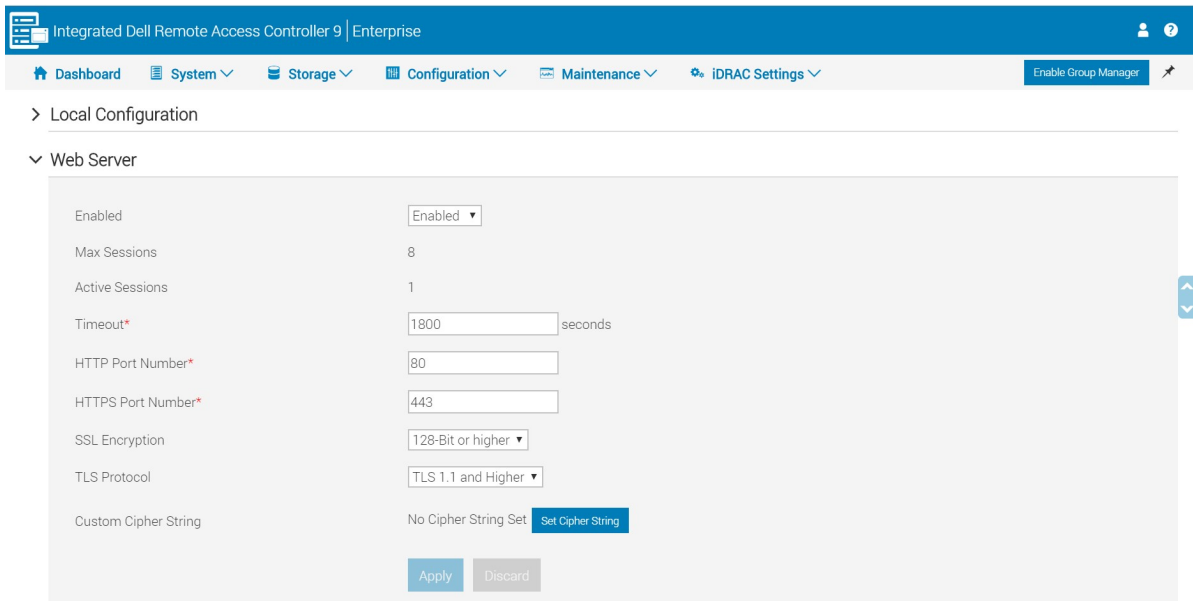 Integrated Dell Remote Access Controller 9 | Enterprise
Dashboard System Storage Configuration Maintenance iDRAC Settings Enable Group Manager
Local Configuration
Web Server
Enabled Enabled
Max Sessions 8
Active Sessions 1
Timeout* 1800 seconds
HTTP Port Number* 80
HTTPS Port Number* 443
SSL Encryption 128-Bit or higher
TLS Protocol TLS 1.1 and Higher
Custom Cipher String No Cipher String Set Set Cipher String
Apply Discard